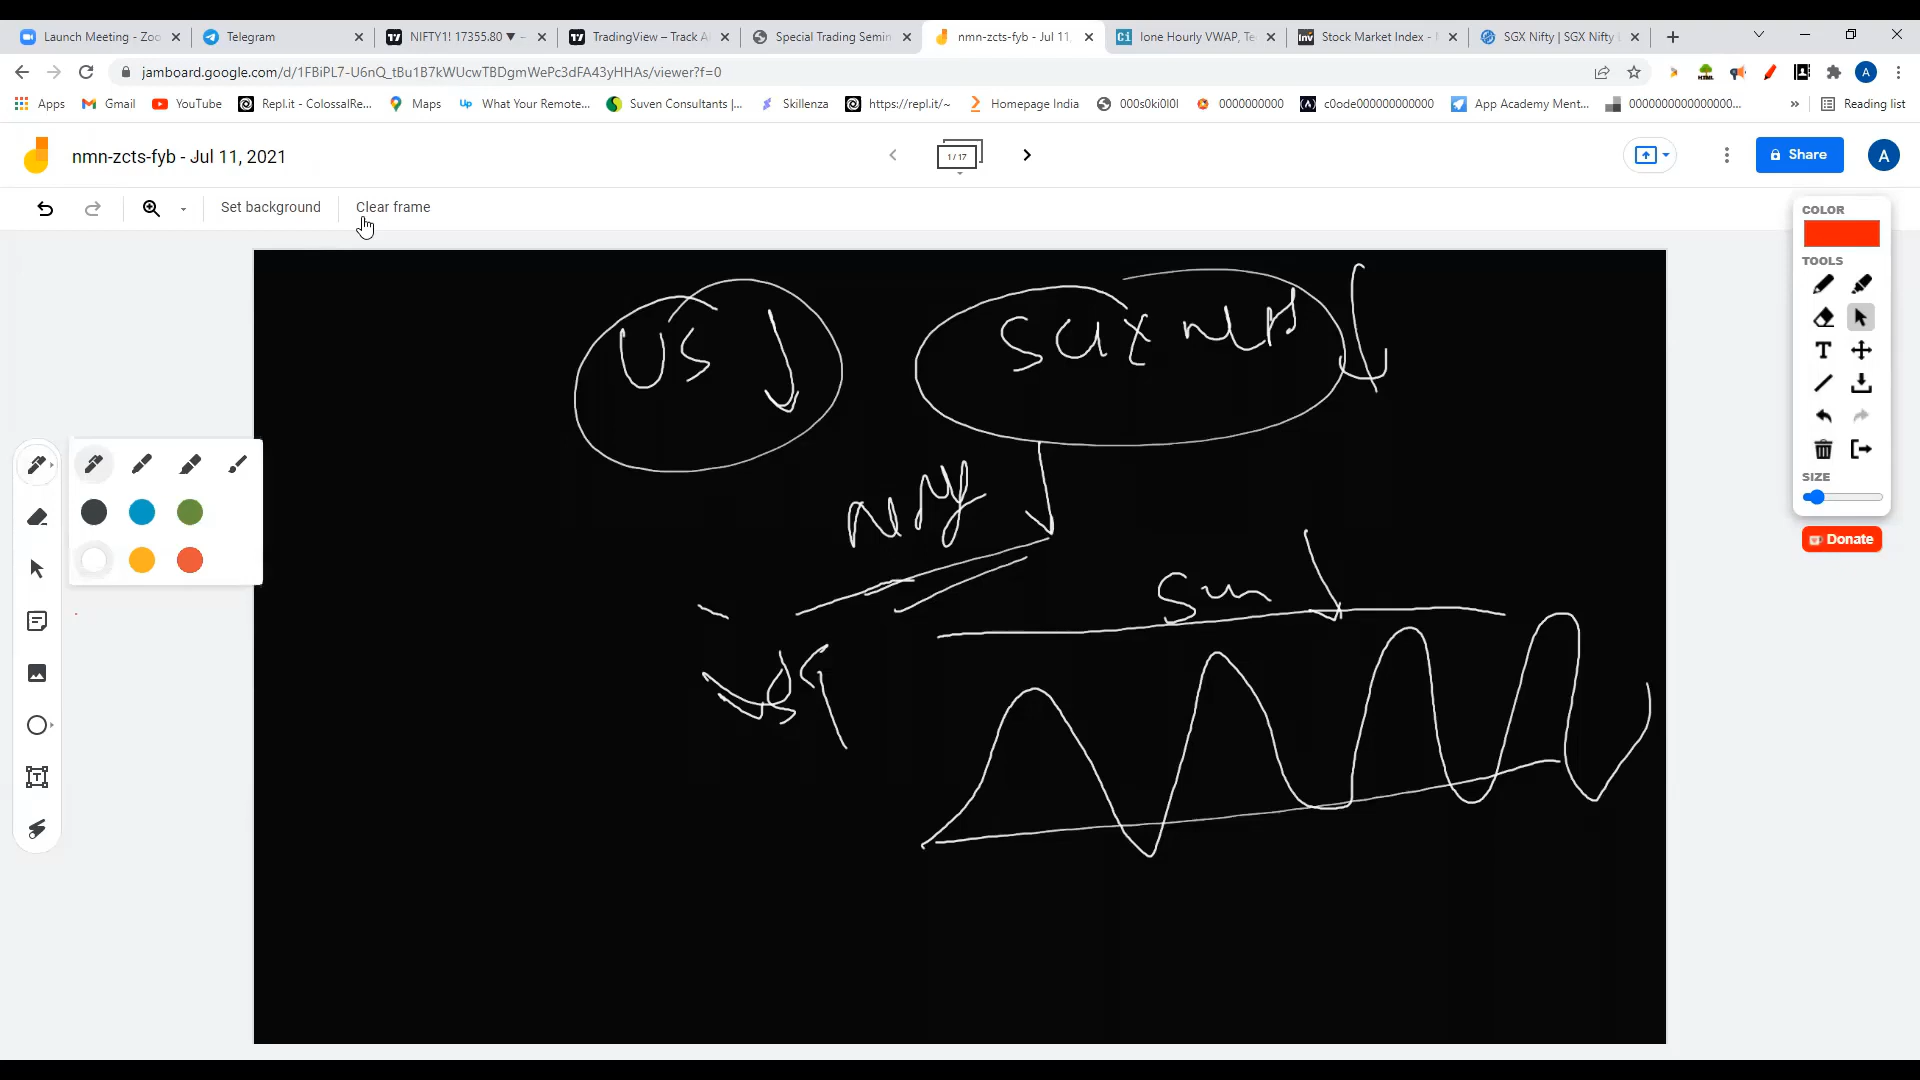 Launch Meeting - Zoo
Telegram
NIFTY1! 17355.80 ▼ −
TradingView – Track A
Special Trading Semin
nmn-zcts-fyb - Jul 11,
Ione Hourly VWAP, Te
Stock Market Index -
SGX Nifty | SGX Nifty L
jamboard.google.com/d/1FBiPL7-U6nQ_tBu1B7kWUcwTBDgmWePc3dFA43yHHAs/viewer?f=0
Apps
Gmail
YouTube
Repl.it - ColossalRe...
Maps
What Your Remote...
Suven Consultants |...
Skillenza
https://repl.it/~
Homepage India
000s0ki0l0l
0000000000
c0ode000000000000
App Academy Ment...
0000000000000000...
»
Reading list
nmn-zcts-fyb - Jul 11, 2021
1 / 17
Share
A
Set background
Clear frame
COLOR
TOOLS
SIZE
Donate
US
SGX